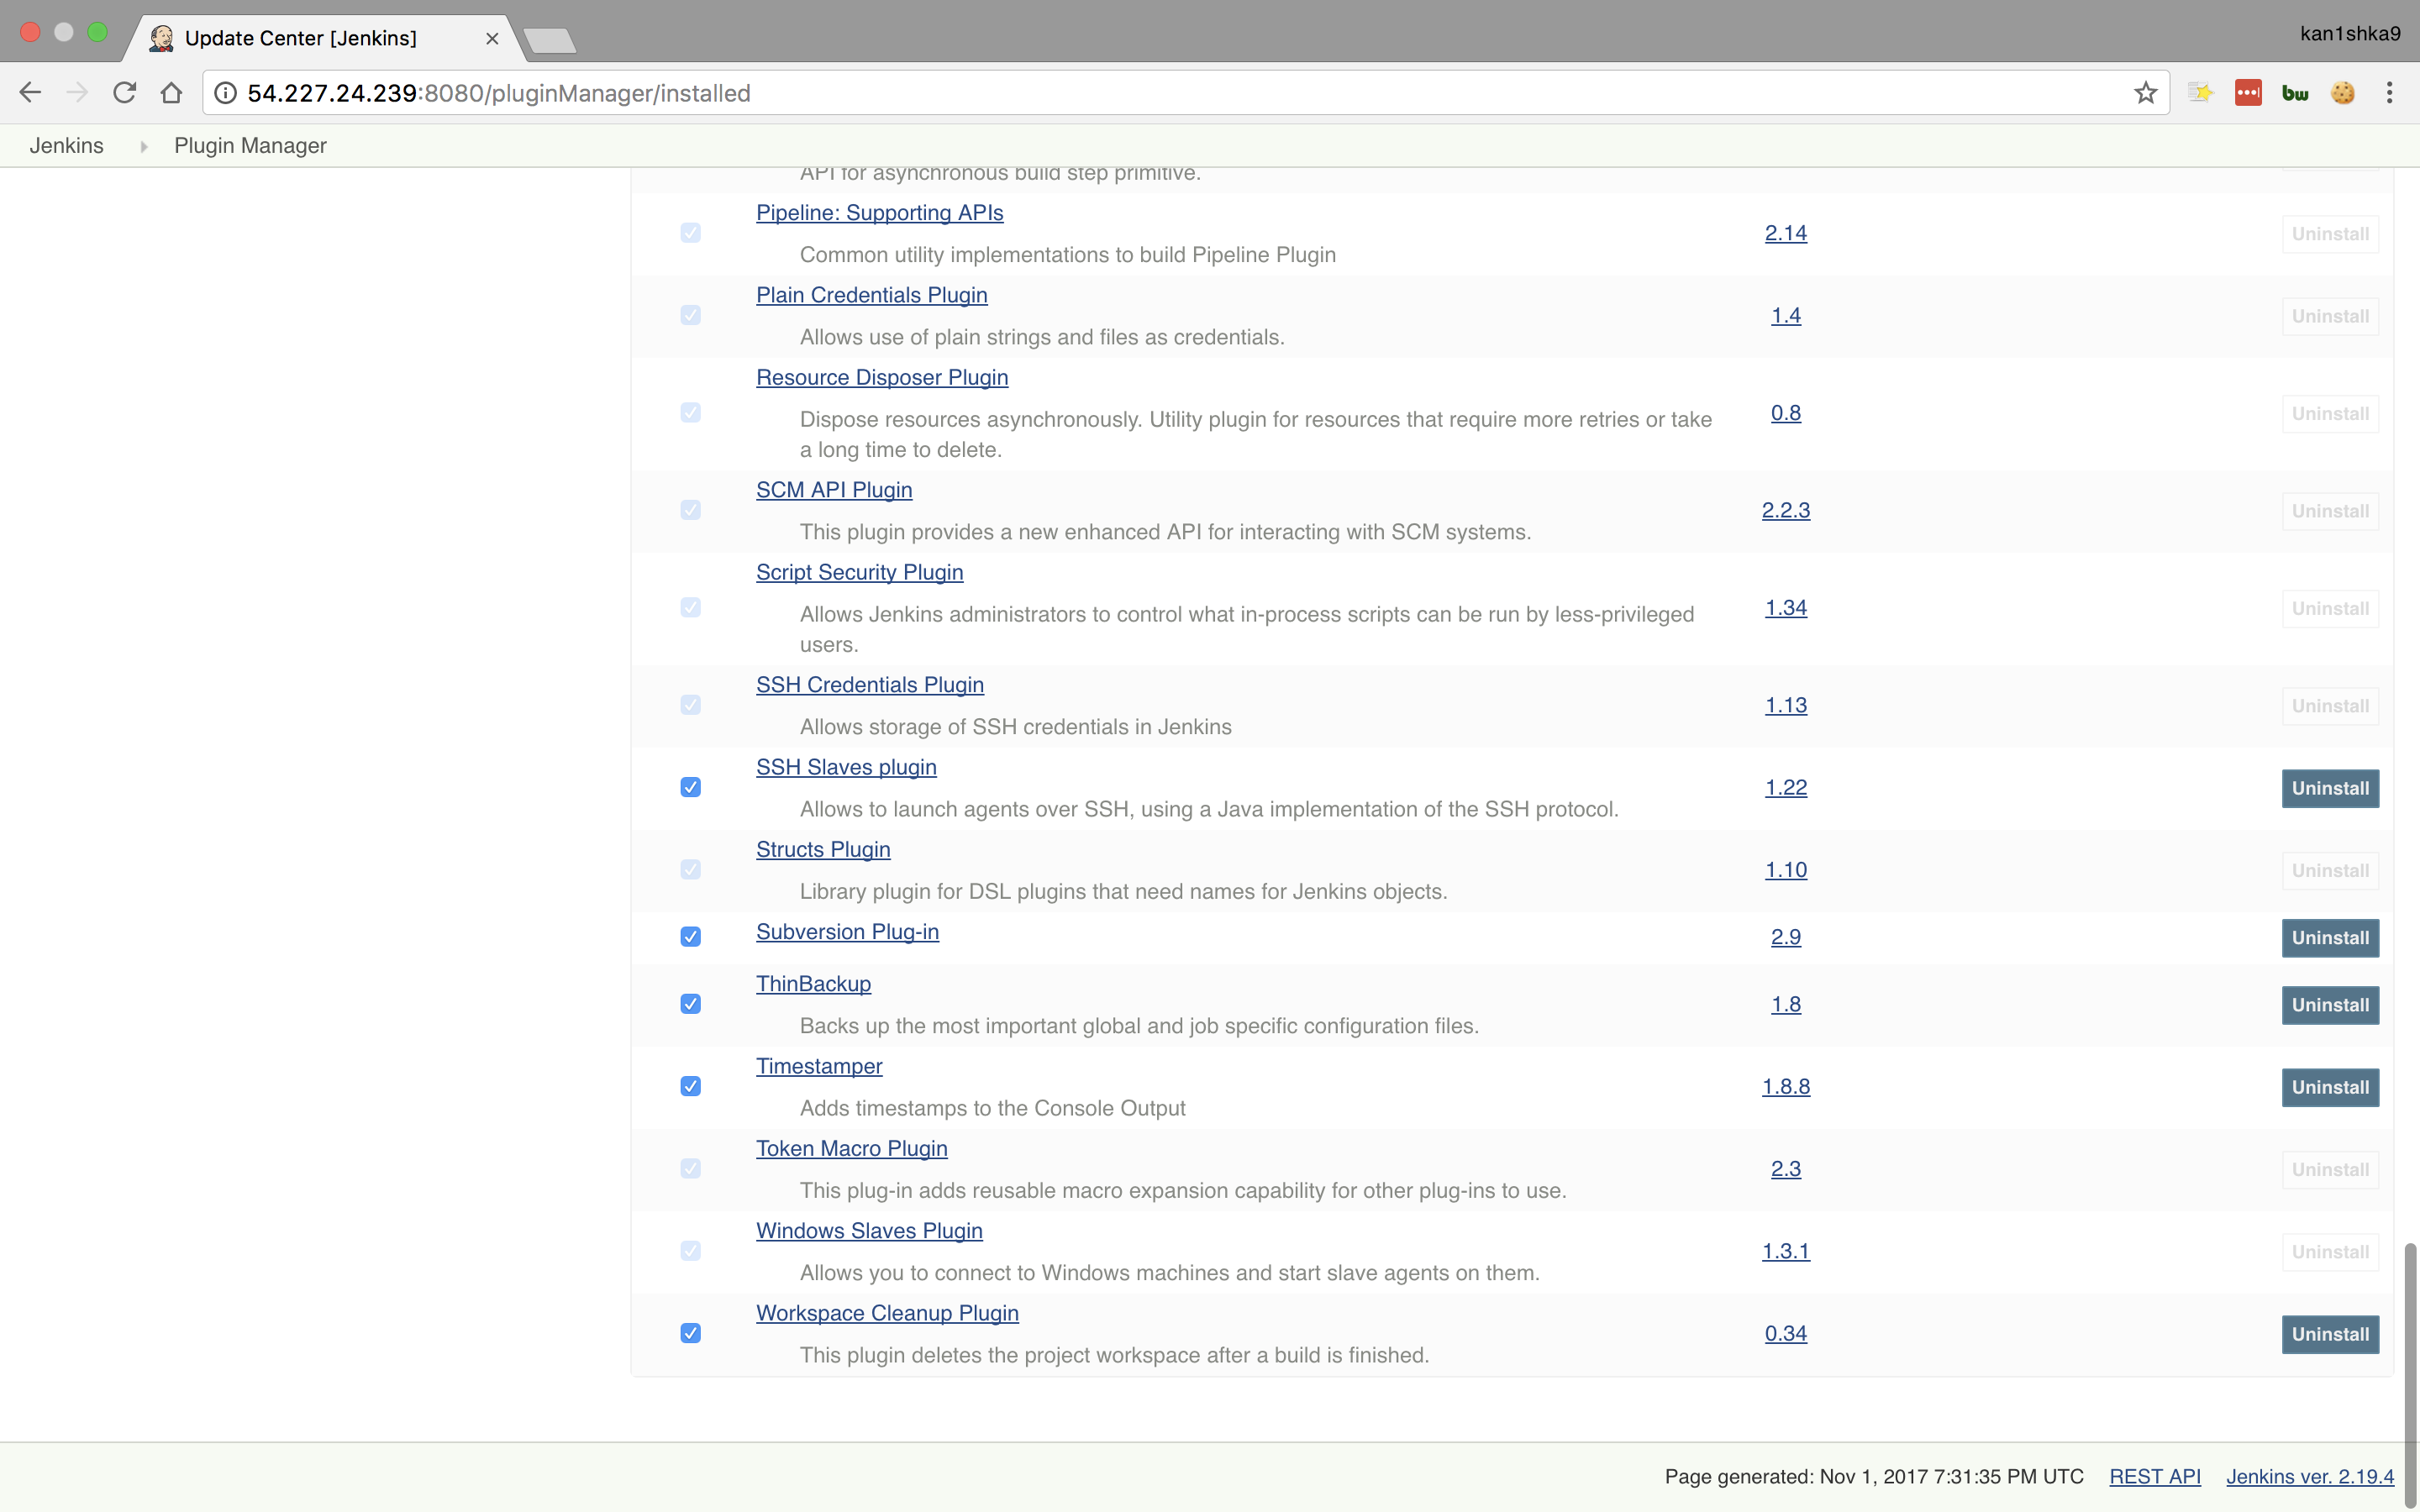 Update Center [Jenkins]
kan1shka9
54.227.24.239:8080/pluginManager/installed
bw
Jenkins
Plugin Manager
API for asynchronous build step primitive.
Pipeline: Supporting APIs
Common utility implementations to build Pipeline Plugin
2.14
Uninstall
Plain Credentials Plugin
Allows use of plain strings and files as credentials.
1.4
Uninstall
Resource Disposer Plugin
Dispose resources asynchronously. Utility plugin for resources that require more retries or take
a long time to delete.
0.8
Uninstall
SCM API Plugin
This plugin provides a new enhanced API for interacting with SCM systems.
2.2.3
Uninstall
Script Security Plugin
Allows Jenkins administrators to control what in-process scripts can be run by less-privileged
users.
1.34
Uninstall
SSH Credentials Plugin
Allows storage of SSH credentials in Jenkins
1.13
Uninstall
SSH Slaves plugin
Allows to launch agents over SSH, using a Java implementation of the SSH protocol.
1.22
Uninstall
Structs Plugin
Library plugin for DSL plugins that need names for Jenkins objects.
1.10
Uninstall
Subversion Plug-in
2.9
Uninstall
ThinBackup
Backs up the most important global and job specific configuration files.
1.8
Uninstall
Timestamper
Adds timestamps to the Console Output
1.8.8
Uninstall
Token Macro Plugin
This plug-in adds reusable macro expansion capability for other plug-ins to use.
2.3
Uninstall
Windows Slaves Plugin
Allows you to connect to Windows machines and start slave agents on them.
1.3.1
Uninstall
Workspace Cleanup Plugin
This plugin deletes the project workspace after a build is finished.
0.34
Uninstall
Page generated: Nov 1, 2017 7:31:35 PM UTC REST API Jenkins ver. 2.19.4